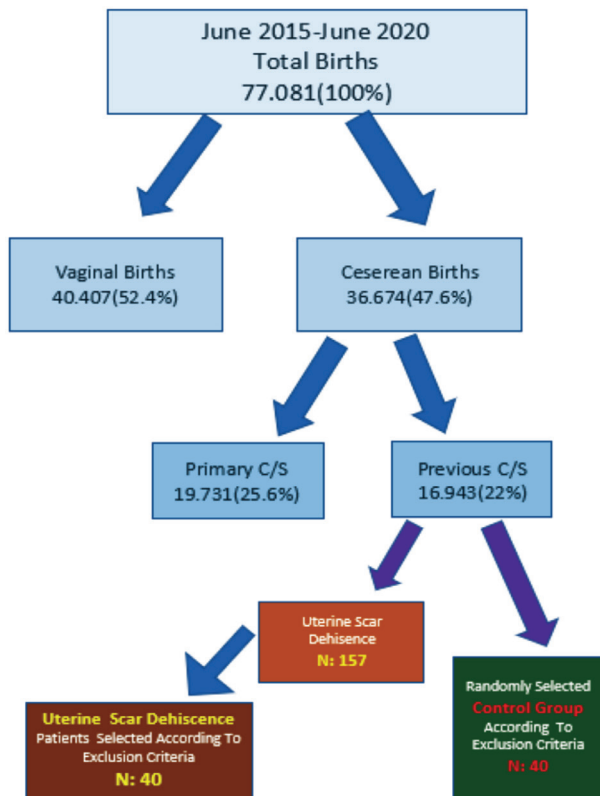 June 2015-June 2020
Total Births
77.081(100%)
Vaginal Births
40.407(52.4%)
Ceserean Births
36.674(47.6%)
Primary C/S
19.731(25.6%)
Previous C/S
16.943(22%)
Uterine Scar
Dehisence
N: 157
Uterine Scar Dehiscence
Patients Selected According To
Exclusion Criteria
N: 40
Randomly Selected
Control Group
According To
Exclusion Criteria
N: 40